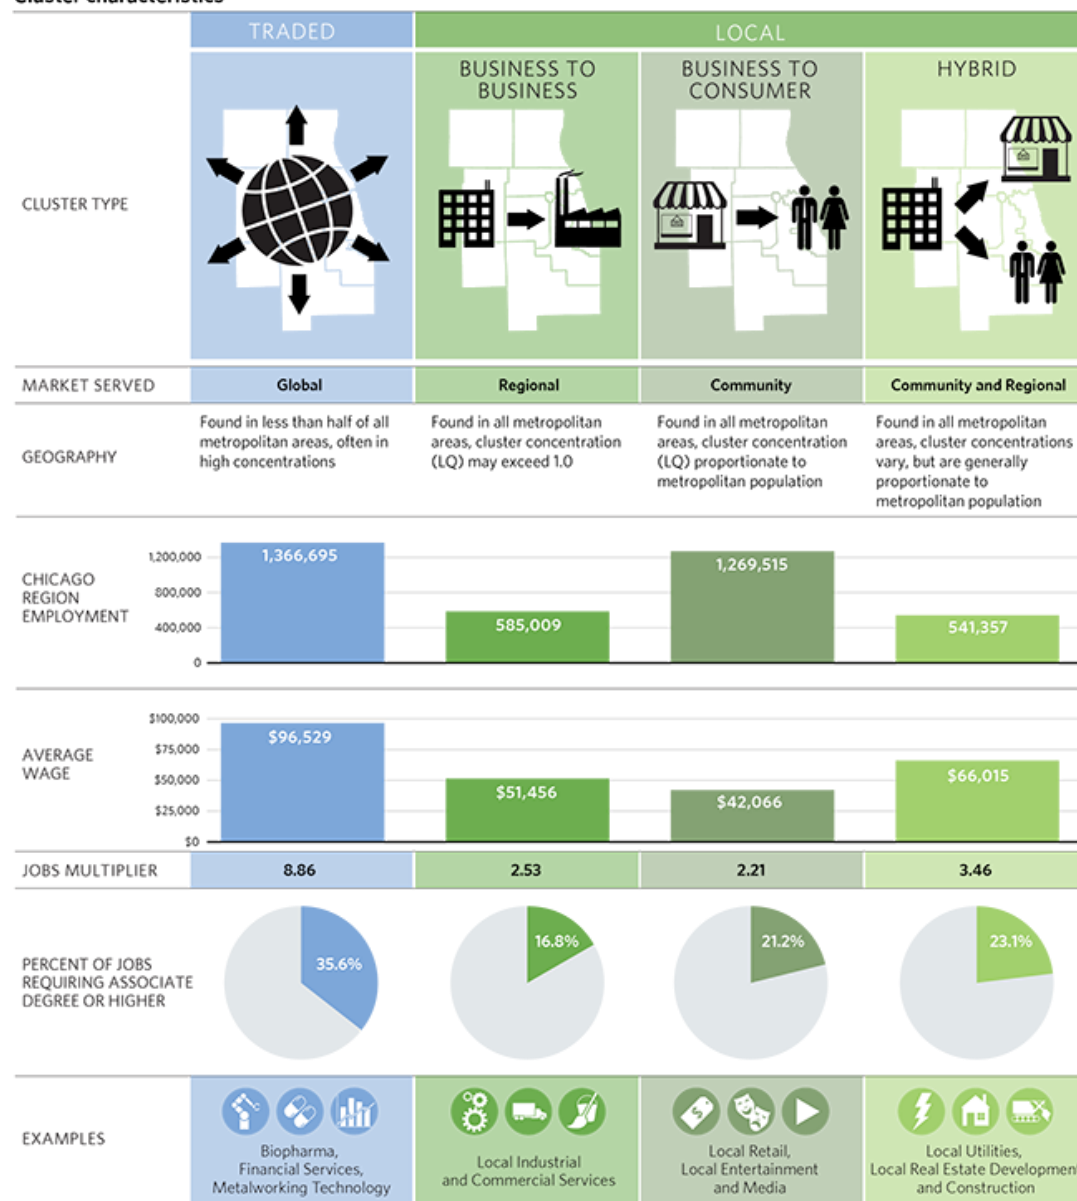 Cluster characteristics
TRADED
LOCAL
BUSINESS TO
BUSINESS
BUSINESS TO
CONSUMER
HYBRID
CLUSTER TYPE
MARKET SERVED
Global
Regional
Community
Community and Regional
GEOGRAPHY
Found in less than half of all
metropolitan areas, often in
high concentrations
Found in all metropolitan
areas, cluster concentration
(LQ) may exceed 1.0
Found in all metropolitan
areas, cluster concentration
(LQ) proportionate to
metropolitan population
Found in all metropolitan
areas, cluster concentrations
vary, but are generally
proportionate to
metropolitan population
CHICAGO
REGION
EMPLOYMENT
1,200,000
800,000
400,000
0
1,366,695
585,009
1,269,515
541,357
AVERAGE
WAGE
$100,000
$75,000
$50,000
$25,000
$0
$96,529
$51,456
$42,066
$66,015
JOBS MULTIPLIER
8.86
2.53
2.21
3.46
PERCENT OF JOBS
REQUIRING ASSOCIATE
DEGREE OR HIGHER
35.6%
16.8%
21.2%
23.1%
EXAMPLES
Biopharma,
Financial Services,
Metalworking Technology
Local Industrial
and Commercial Services
Local Retail,
Local Entertainment
and Media
Local Utilities,
Local Real Estate Development
and Construction